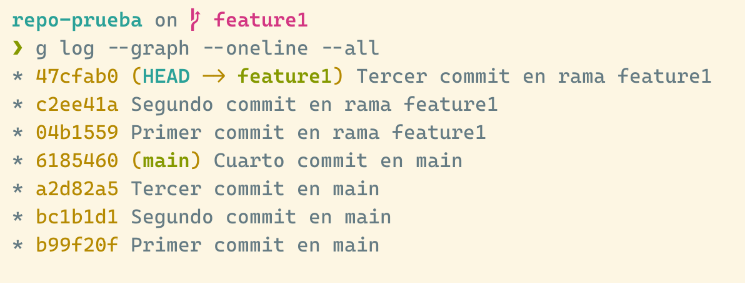 repo-prueba on  feature1
❯ g log --graph --oneline --all
* 47cfab0 (HEAD -> feature1) Tercer commit en rama feature1
* c2ee41a Segundo commit en rama feature1
* 04b1559 Primer commit en rama feature1
* 6185460 (main) Cuarto commit en main
* a2d82a5 Tercer commit en main
* bc1b1d1 Segundo commit en main
* b99f20f Primer commit en main